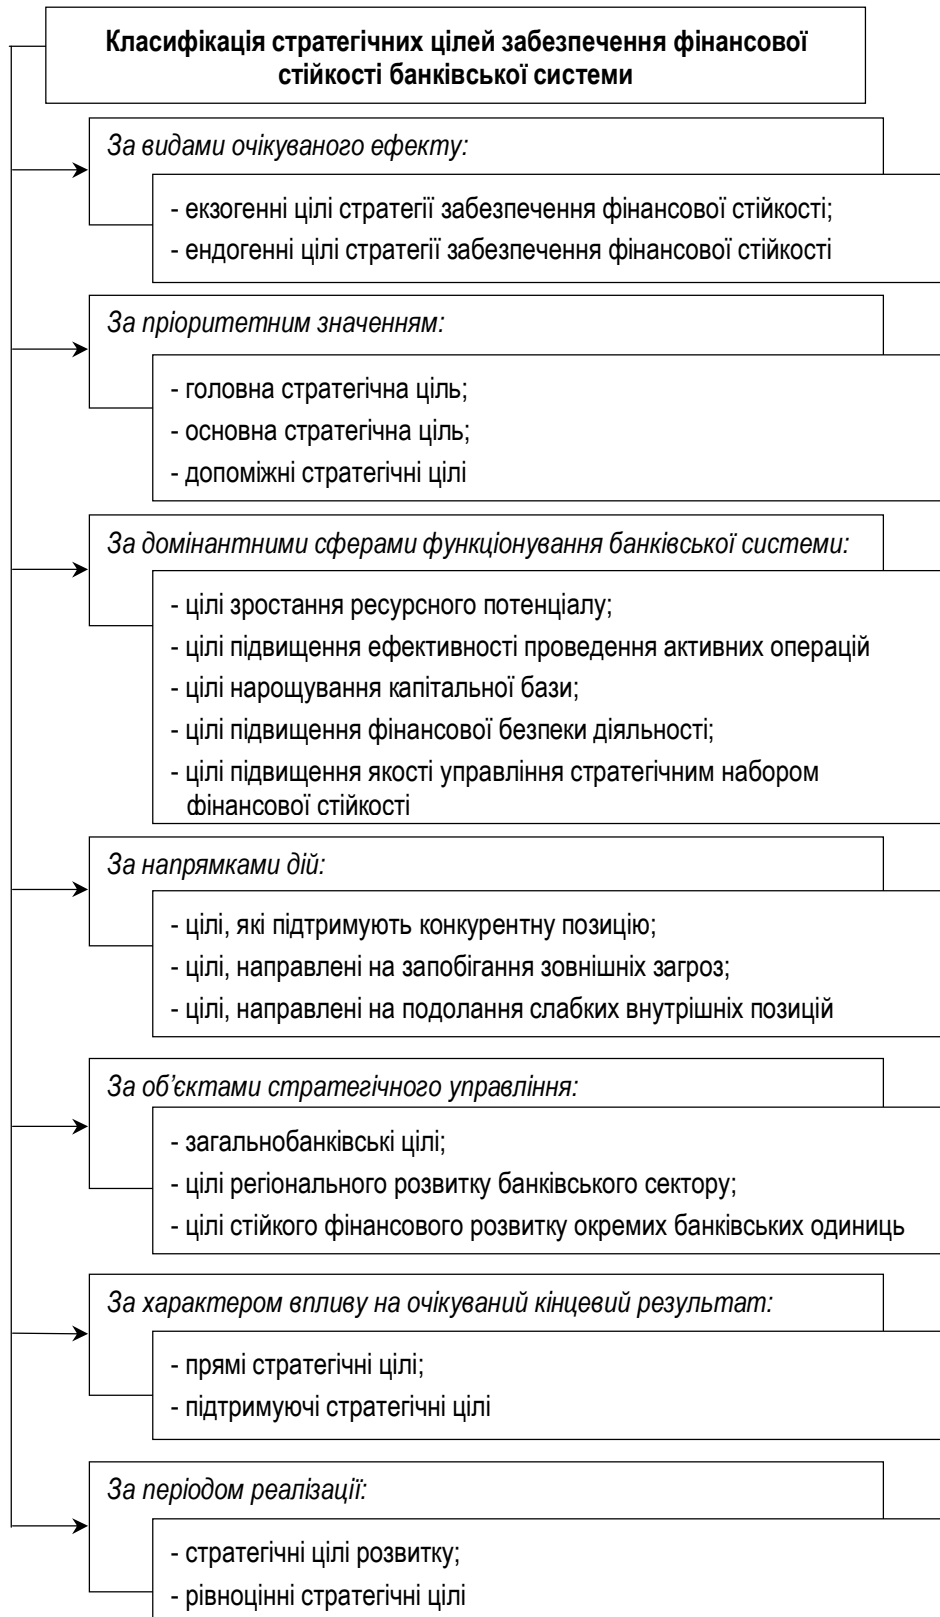 Класифікація стратегічних цілей забезпечення фінансової
стійкості банківської системи
За видами очікуваного ефекту:
- екзогенні цілі стратегії забезпечення фінансової стійкості;
- ендогенні цілі стратегії забезпечення фінансової стійкості
За пріоритетним значенням:
- головна стратегічна ціль;
- основна стратегічна ціль;
- допоміжні стратегічні цілі
За домінантними сферами функціонування банківської системи:
- цілі зростання ресурсного потенціалу;
- цілі підвищення ефективності проведення активних операцій
- цілі нарощування капітальної бази;
- цілі підвищення фінансової безпеки діяльності;
- цілі підвищення якості управління стратегічним набором
фінансової стійкості
За напрямками дій:
- цілі, які підтримують конкурентну позицію;
- цілі, направлені на запобігання зовнішніх загроз;
- цілі, направлені на подолання слабких внутрішніх позицій
За об’єктами стратегічного управління:
- загальнобанківські цілі;
- цілі регіонального розвитку банківського сектору;
- цілі стійкого фінансового розвитку окремих банківських одиниць
За характером впливу на очікуваний кінцевий результат:
- прямі стратегічні цілі;
- підтримуючі стратегічні цілі
За періодом реалізації:
- стратегічні цілі розвитку;
- рівноцінні стратегічні цілі